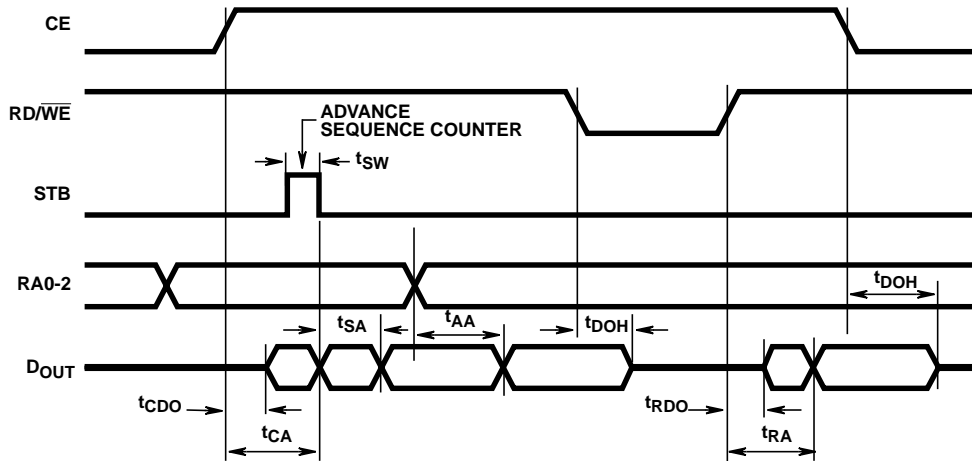 CE
RD/WE
ADVANCE
SEQUENCE COUNTER
tSW
STB
RA0-2
tDOH
tSA
tAA
tDOH
DOUT
tCDO
tRDO
tCA
tRA